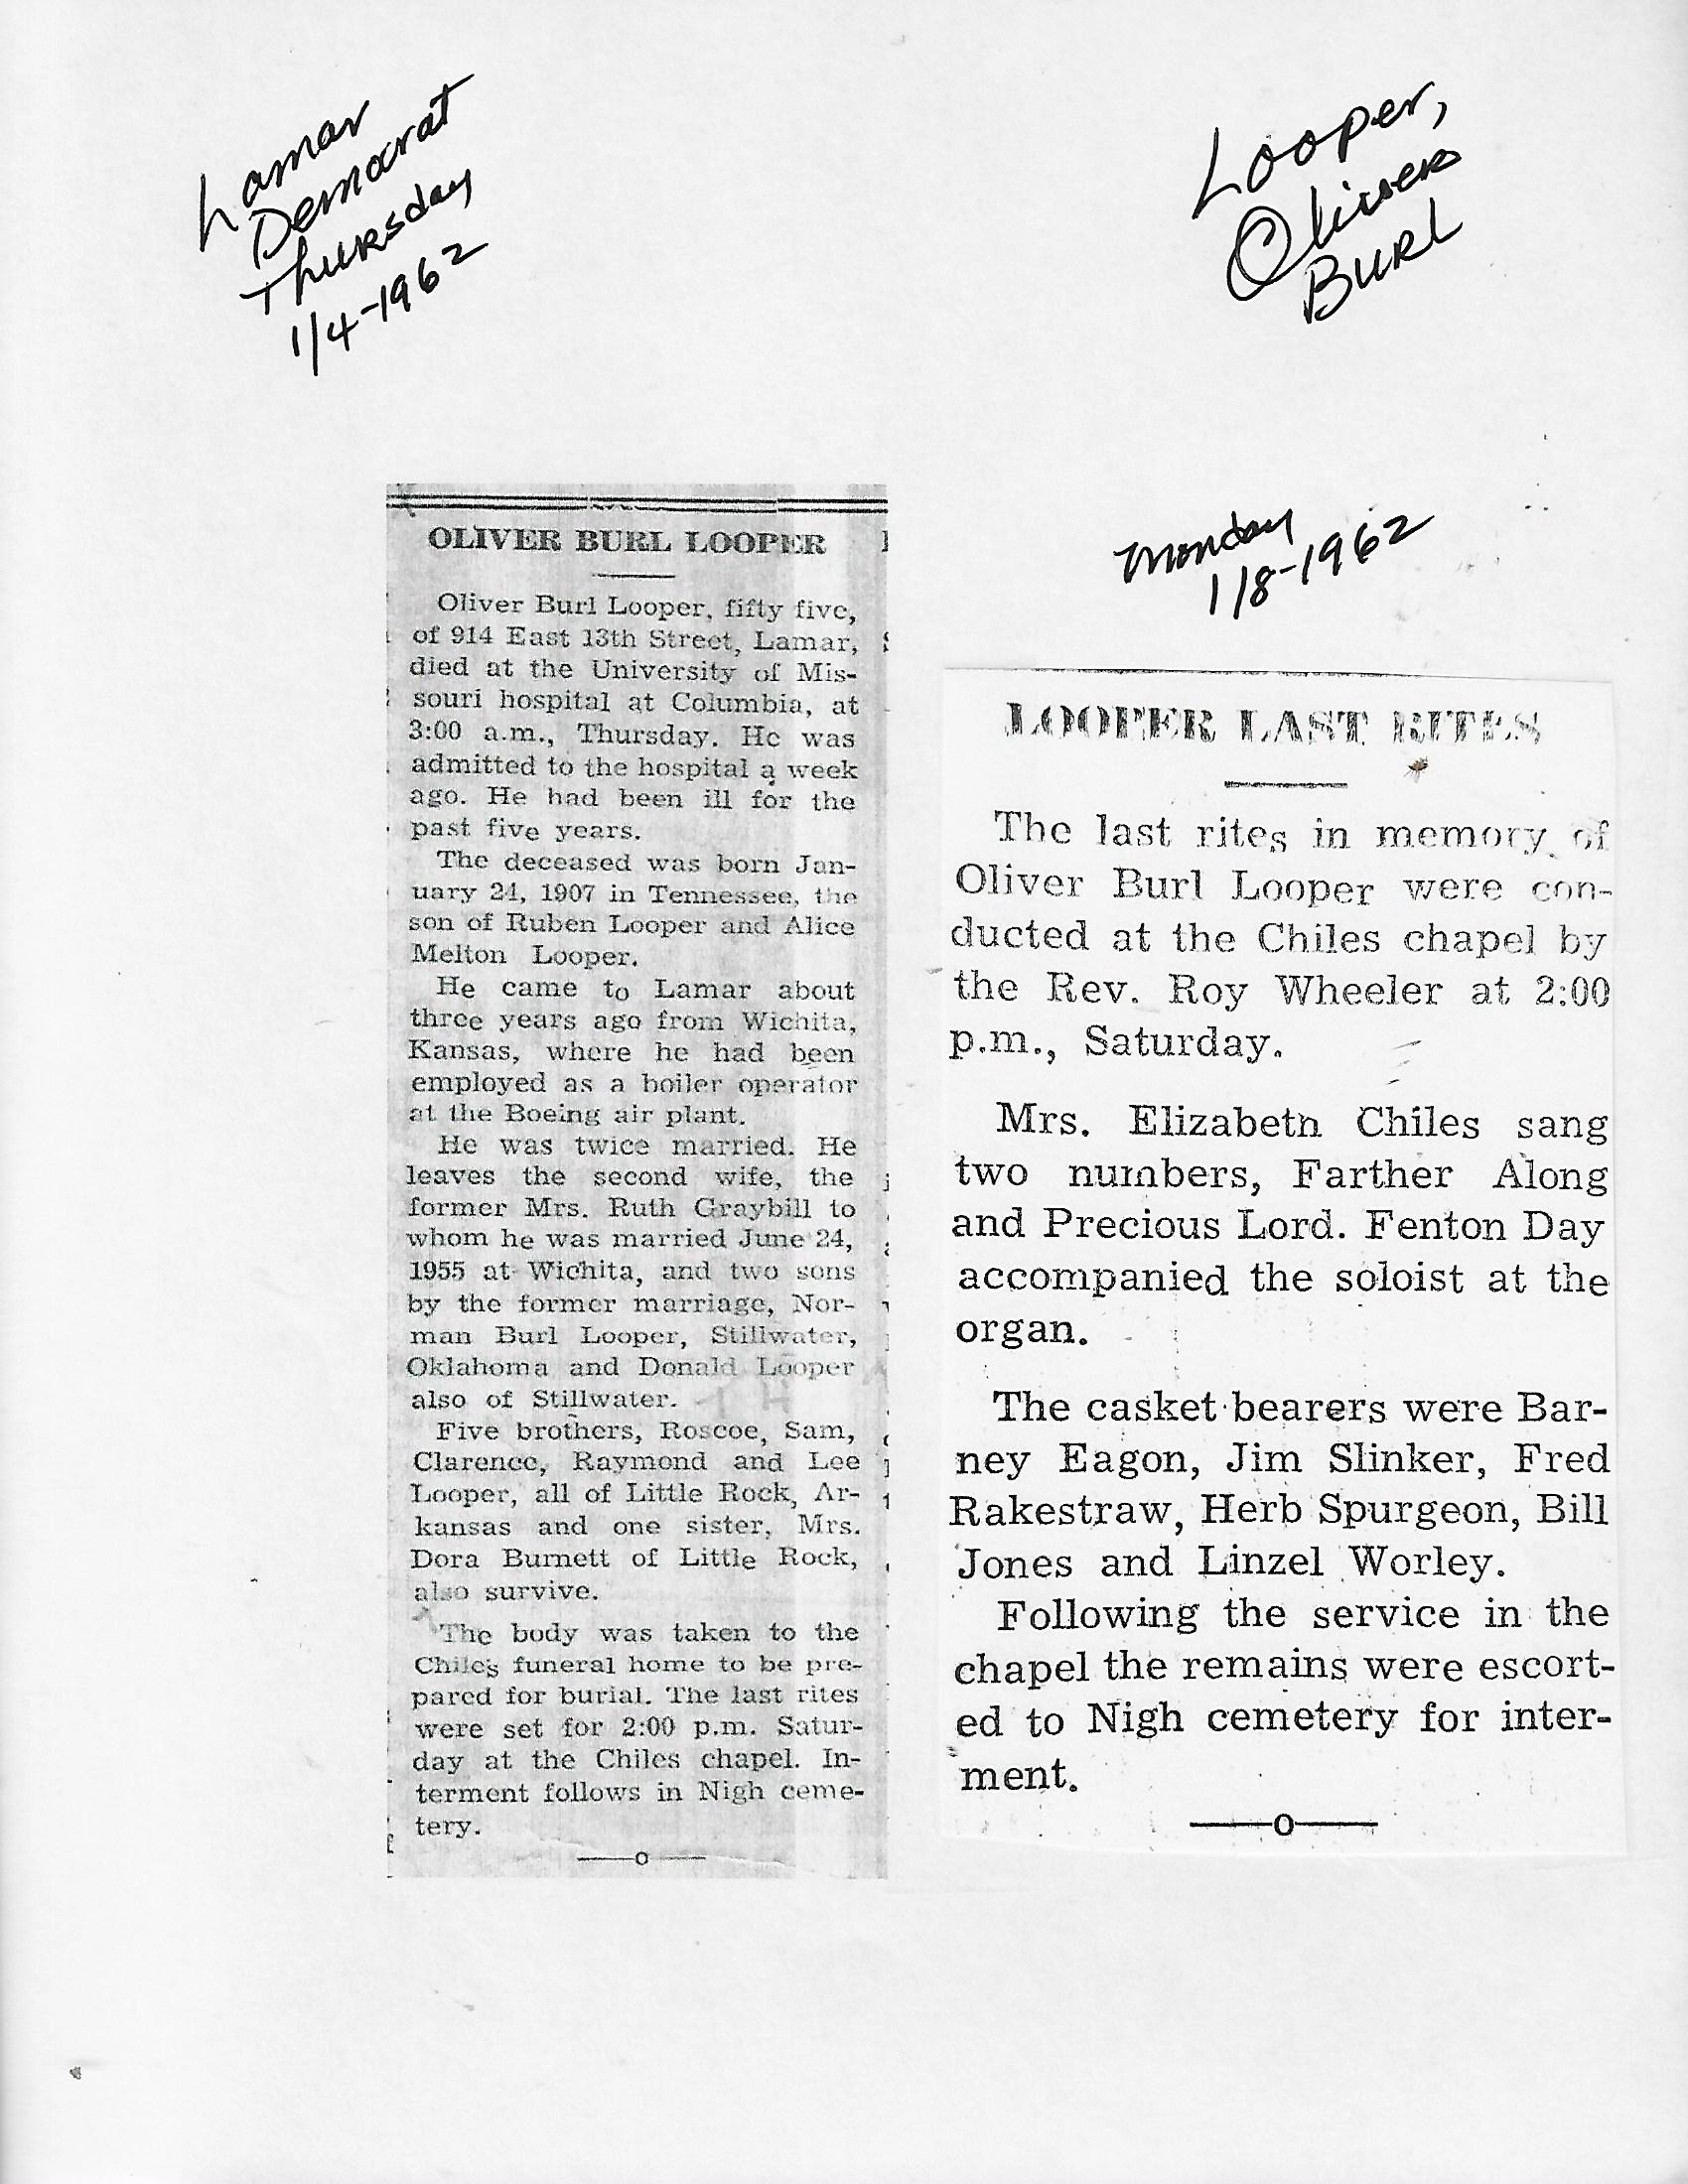 Lamar
Democrat
Thursday
1/4-1962
Looper,
Oliver
Burl
OLIVER BURL LOOPER
Oliver Burl Looper, fifty five,
of 914 East 13th Street, Lamar,
died at the University of Mis-
souri hospital at Columbia, at
3:00 a.m., Thursday. He was
admitted to the hospital a week
ago. He had been ill for the
past five years.
The deceased was born Jan-
uary 24, 1907 in Tennessee, the
son of Ruben Looper and Alice
Melton Looper.
He came to Lamar about
three years ago from Wichita,
Kansas, where he had been
employed as a boiler operator
at the Boeing air plant.
He was twice married. He
leaves the second wife, the
former Mrs. Ruth Graybill to
whom he was married June 24,
1955 at Wichita, and two sons
by the former marriage, Nor-
man Burl Looper, Stillwater,
Oklahoma and Donald Looper
also of Stillwater.
Five brothers, Roscoe, Sam,
Clarence, Raymond and Lee
Looper, all of Little Rock, Ar-
kansas and one sister, Mrs.
Dora Burnett of Little Rock,
also survive.
The body was taken to the
Chiles funeral home to be pre-
pared for burial. The last rites
were set for 2:00 p.m. Satur-
day at the Chiles chapel. In-
terment follows in Nigh ceme-
tery.
Monday
1/8-1962
LOOPER LAST RITES
The last rites in memory of
Oliver Burl Looper were con-
ducted at the Chiles chapel by
the Rev. Roy Wheeler at 2:00
p.m., Saturday.
Mrs. Elizabeth Chiles sang
two numbers, Farther Along
and Precious Lord. Fenton Day
accompanied the soloist at the
organ.
The casket bearers were Bar-
ney Eagon, Jim Slinker, Fred
Rakestraw, Herb Spurgeon, Bill
Jones and Linzel Worley.
Following the service in the
chapel the remains were escort-
ed to Nigh cemetery for inter-
ment.